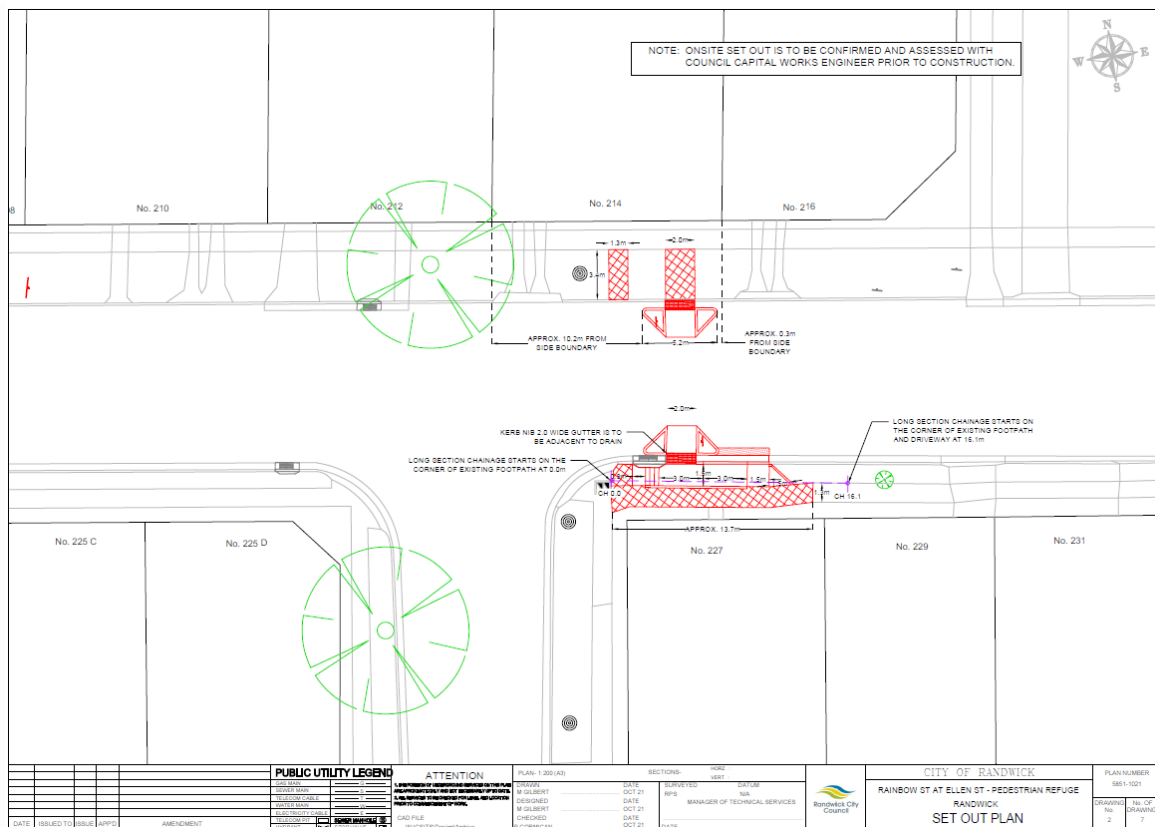 NOTE: ONSITE SET OUT IS TO BE CONFIRMED AND ASSESSED WITH
COUNCIL CAPITAL WORKS ENGINEER PRIOR TO CONSTRUCTION.
N
W
E
S
No. 210
No. 212
No. 214
No. 216
1.3m
2.0m
APPROX. 10.2m FROM
SIDE BOUNDARY
5.2m
APPROX. 0.3m
FROM SIDE
BOUNDARY
2.0m
KERB NIB 2.0 WIDE GUTTER IS TO
BE ADJACENT TO DRAIN
LONG SECTION CHAINAGE STARTS ON
THE CORNER OF EXISTING FOOTPATH
AND DRIVEWAY AT 16.1m
LONG SECTION CHAINAGE STARTS ON THE
CORNER OF EXISTING FOOTPATH AT 0.0m
3.0m
3.0m
1.5m
CH 0.0
CH 16.1
APPROX. 13.7m
No. 225 C
No. 225 D
No. 227
No. 229
No. 231
PUBLIC UTILITY LEGEND
GAS MAIN G
SEWER MAIN S
TELECOM CABLE T
WATER MAIN W
ELECTRICITY CABLE E
TELECOM PIT
SEWER MANHOLE
HYDRANT
ATTENTION
CAD FILE
PLAN- 1:200 (A3)
SECTIONS-
HORZ
VERT
DRAWN DATE
M GILBERT OCT 21
DESIGNED DATE
M GILBERT OCT 21
CHECKED DATE
OCT 21
SURVEYED DATUM
RPS N/A
MANAGER OF TECHNICAL SERVICES
DATE
Randwick City
Council
CITY OF RANDWICK
RAINBOW ST AT ELLEN ST - PEDESTRIAN REFUGE
RANDWICK
SET OUT PLAN
PLAN NUMBER
5851-1021
DRAWING
No.
2
No. OF
DRAWING
7
DATE ISSUED TO ISSUE APP'D AMENDMENT